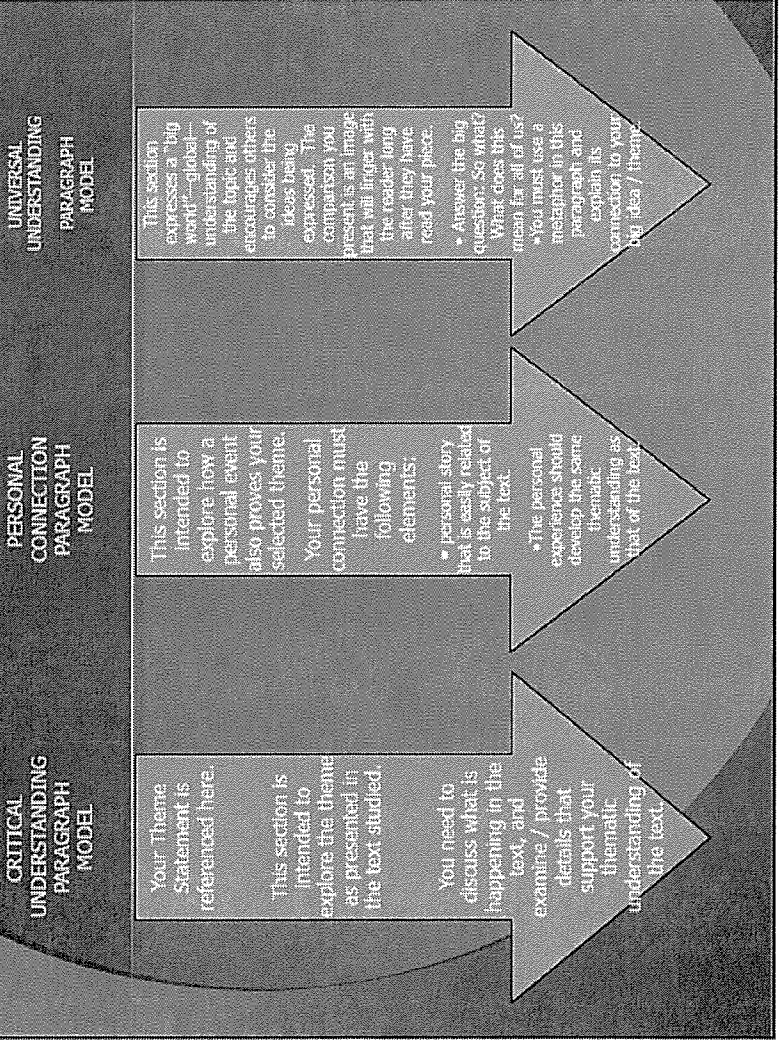 CRITICAL
UNDERSTANDING
PARAGRAPH
MODEL
Your Theme
Statement is
referenced here.
This section is
intended to
explore the theme
as presented in
the text studied.
You need to
discuss what is
happening in the
text, and
examine / provide
details that
support your
thematic
understanding of
the text.
PERSONAL
CONNECTION
PARAGRAPH
MODEL
This section is
intended to
explore how a
personal event
also proves your
selected theme.
Your personal
connection must
have the
following
elements:
• personal story
that is easily related
to the subject of
the text.
•The personal
experience should
develop the same
thematic
understanding as
that of the text.
UNIVERSAL
UNDERSTANDING
PARAGRAPH
MODEL
This section
expresses a "big
world"—global—
understanding of
the topic and
encourages others
to consider the
ideas being
expressed. The
comparison you
present is an image
that will linger with
the reader long
after they have
read your piece.
• Answer the big
question: So what?
What does this
mean for all of us?
•You must use a
metaphor in this
paragraph and
explain its
connection to your
big idea / theme.